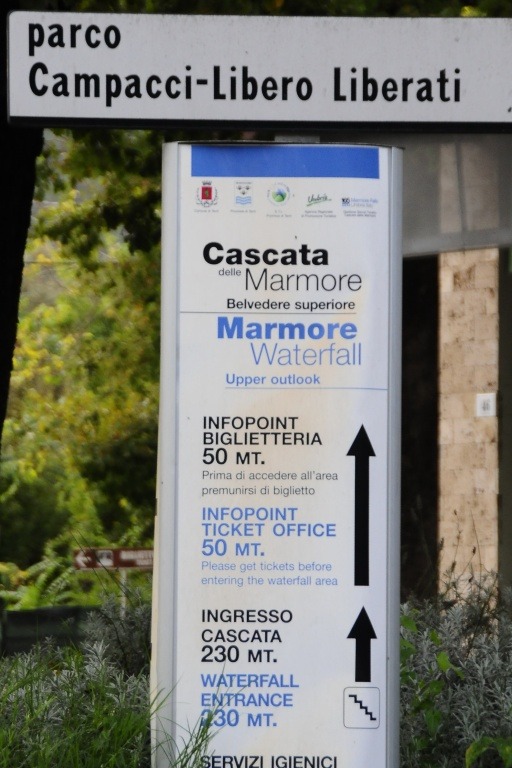 parco
Campacci-Libero Liberati
Umbria
Cascata
delle Marmore
Belvedere superiore
Marmore
Waterfall
Upper outlook
INFOPOINT
BIGLIETTERIA
50 MT.
Prima di accedere all'area
premunirsi di biglietto
INFOPOINT
TICKET OFFICE
50 MT.
Please get tickets before
entering the waterfall area
INGRESSO
CASCATA
230 MT.
WATERFALL
ENTRANCE
230 MT.
SERVIZI IGIENICI